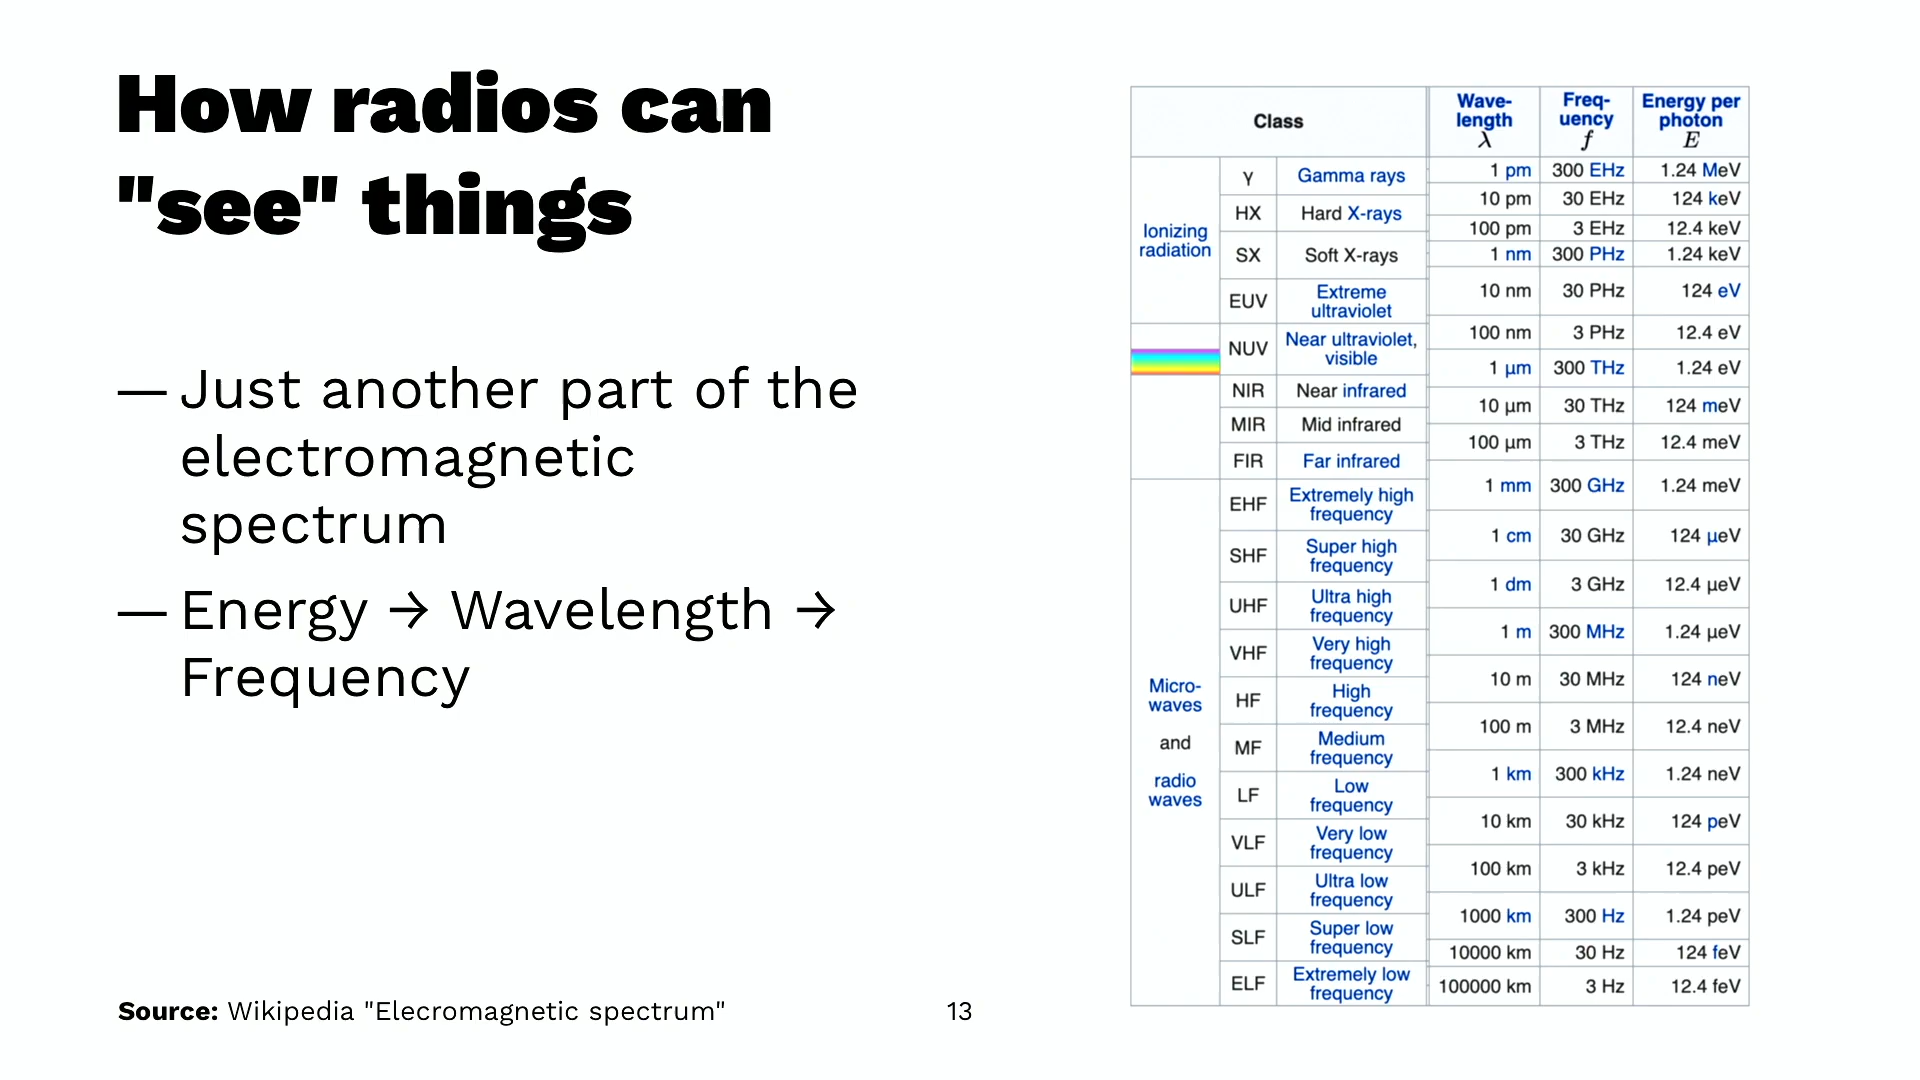 How radios can
"see" things
— Just another part of the
electromagnetic
spectrum
— Energy → Wavelength →
Frequency
Source: Wikipedia "Elecromagnetic spectrum"
13
Class
Wave-
length
λ
Freq-
uency
f
Energy per
photon
E
Ionizing
radiation
γ Gamma rays
HX Hard X-rays
SX Soft X-rays
EUV Extreme
ultraviolet
NUV Near ultraviolet,
visible
NIR Near infrared
MIR Mid infrared
FIR Far infrared
Micro-
waves
and
radio
waves
EHF Extremely high
frequency
SHF Super high
frequency
UHF Ultra high
frequency
VHF Very high
frequency
HF High
frequency
MF Medium
frequency
LF Low
frequency
VLF Very low
frequency
ULF Ultra low
frequency
SLF Super low
frequency
ELF Extremely low
frequency
1 pm 300 EHz 1.24 MeV
10 pm 30 EHz 124 keV
100 pm 3 EHz 12.4 keV
1 nm 300 PHz 1.24 keV
10 nm 30 PHz 124 eV
100 nm 3 PHz 12.4 eV
1 µm 300 THz 1.24 eV
10 µm 30 THz 124 meV
100 µm 3 THz 12.4 meV
1 mm 300 GHz 1.24 meV
1 cm 30 GHz 124 µeV
1 dm 3 GHz 12.4 µeV
1 m 300 MHz 1.24 µeV
10 m 30 MHz 124 neV
100 m 3 MHz 12.4 neV
1 km 300 kHz 1.24 neV
10 km 30 kHz 124 peV
100 km 3 kHz 12.4 peV
1000 km 300 Hz 1.24 peV
10000 km 30 Hz 124 feV
100000 km 3 Hz 12.4 feV